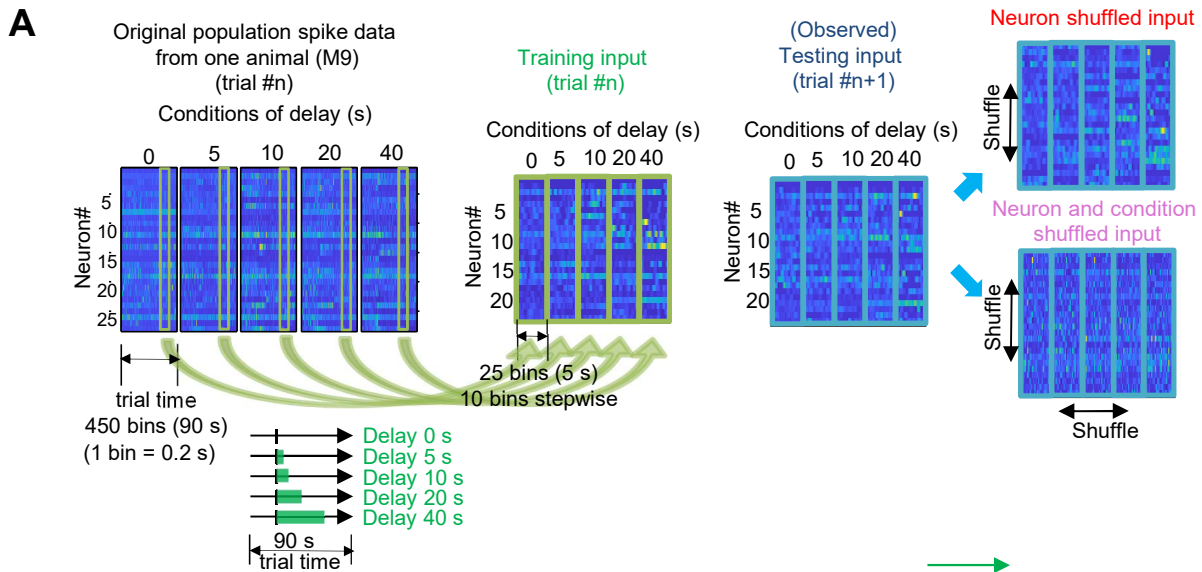 A
Original population spike data
from one animal (M9)
(trial #n)
Conditions of delay (s)
0 5 10 20 40
Neuron#
5
10
15
20
25
trial time
450 bins (90 s)
(1 bin = 0.2 s)
Training input
(trial #n)
Conditions of delay (s)
0 5 10 20 40
Neuron#
5
10
15
20
25 bins (5 s)
10 bins stepwise
(Observed)
Testing input
(trial #n+1)
Conditions of delay (s)
0 5 10 20 40
Neuron#
5
10
15
20
Neuron shuffled input
Shuffle
Neuron and condition
shuffled input
Shuffle
Shuffle
Delay 0 s
Delay 5 s
Delay 10 s
Delay 20 s
Delay 40 s
90 s
trial time